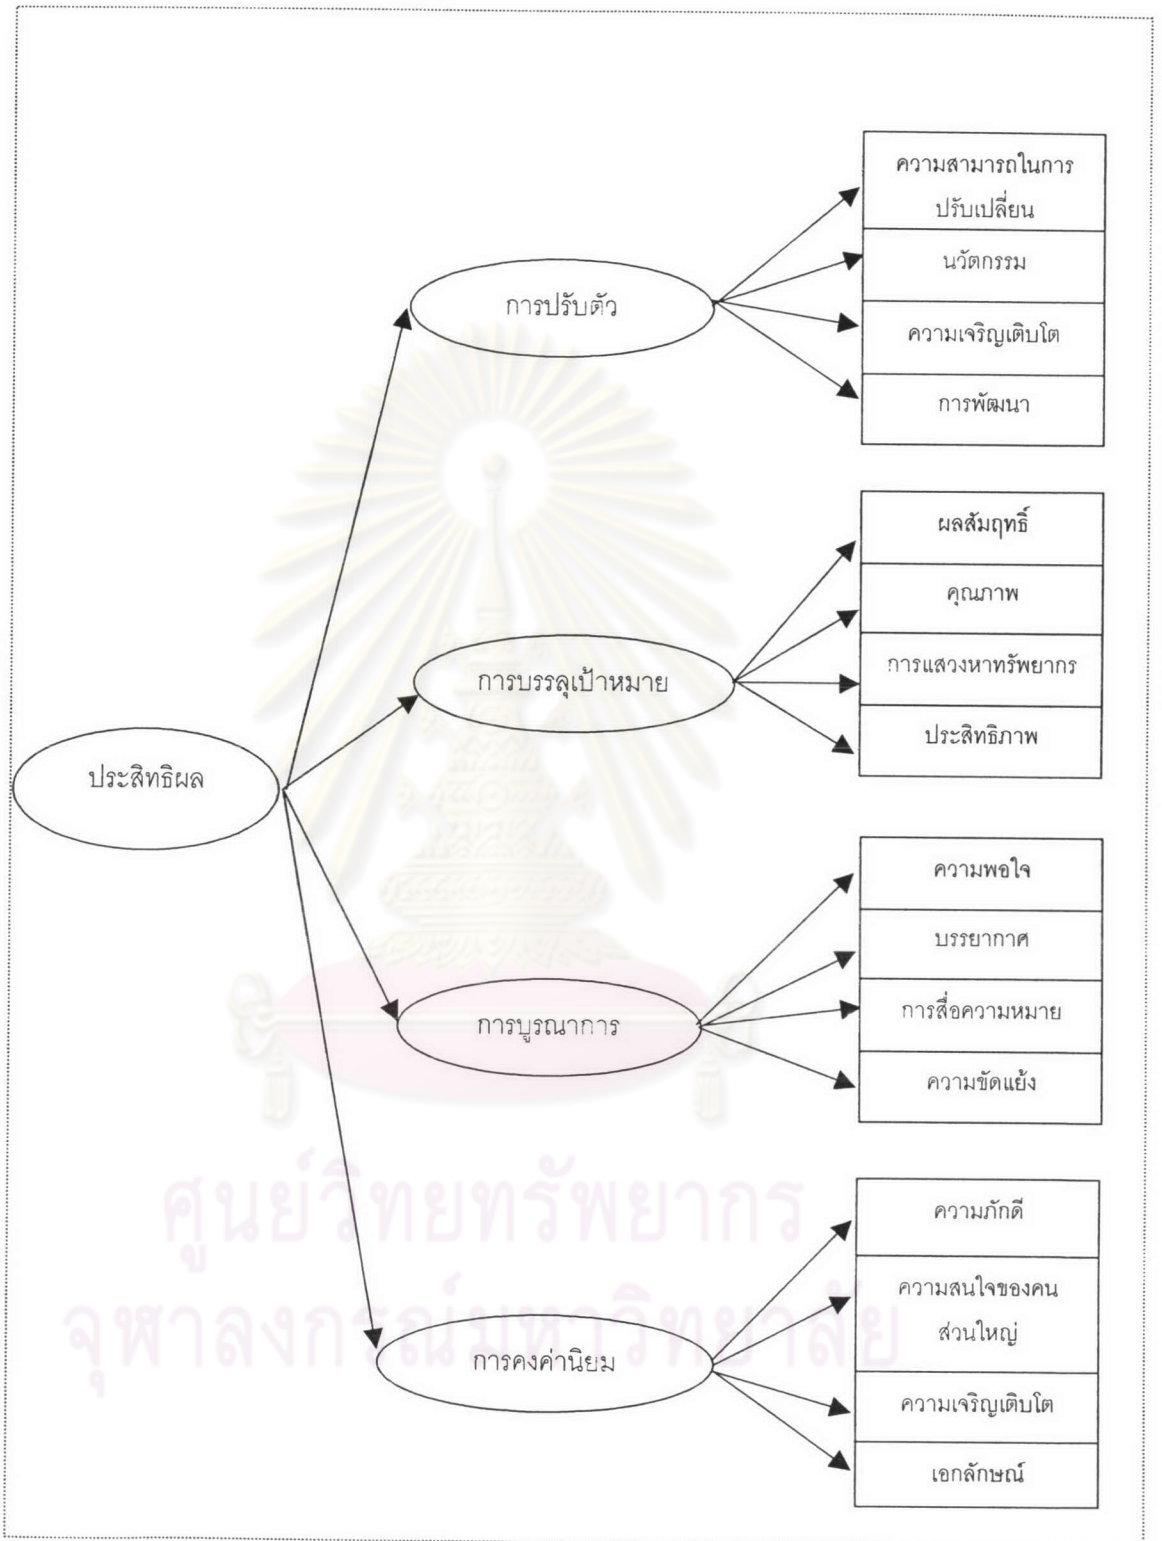 ประสิทธิผล
การปรับตัว
ความสามารถในการ
ปรับเปลี่ยน
นวัตกรรม
ความเจริญเติบโต
การพัฒนา
การบรรลุเป้าหมาย
ผลสัมฤทธิ์
คุณภาพ
การแสวงหาทรัพยากร
ประสิทธิภาพ
การบูรณาการ
ความพอใจ
บรรยากาศ
การสื่อความหมาย
ความขัดแย้ง
การคงค่านิยม
ความภักดี
ความสนใจของคน
ส่วนใหญ่
ความเจริญเติบโต
เอกลักษณ์
ศูนย์วิทยทรัพยากร
จุฬาลงกรณ์มหาวิทยาลัย